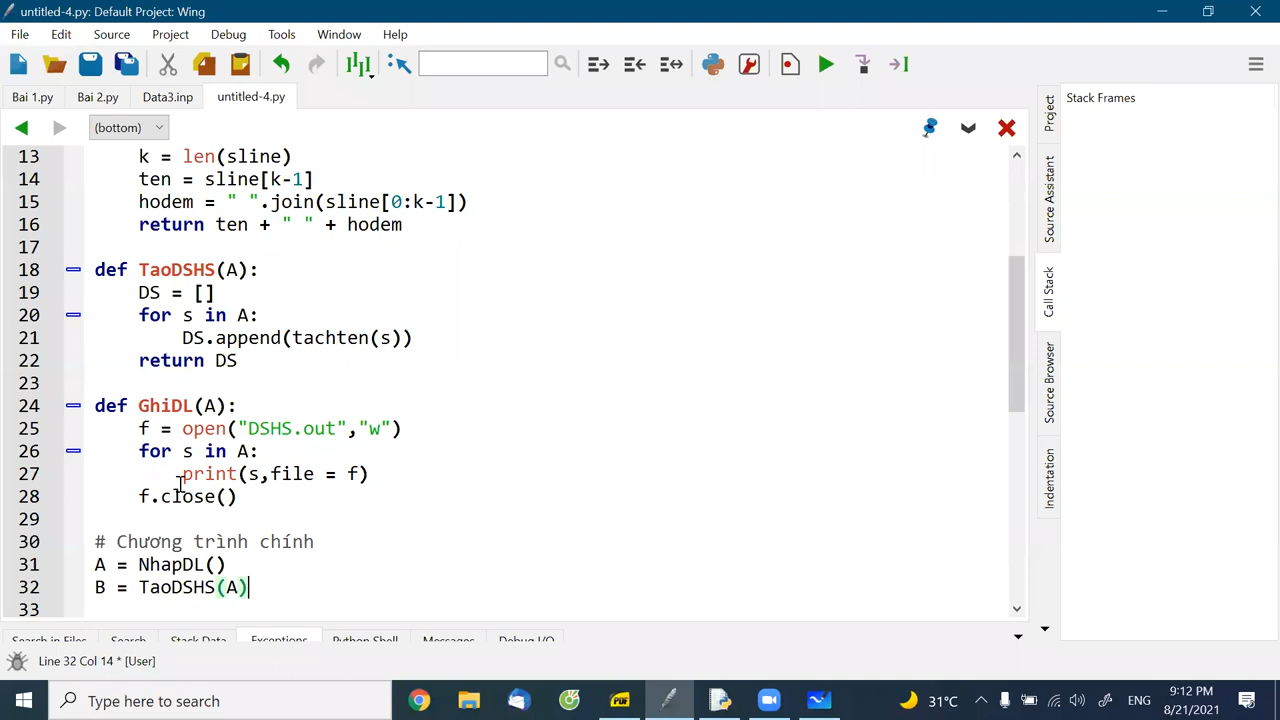 untitled-4.py: Default Project: Wing
File Edit Source Project Debug Tools Window Help
Bai 1.py Bai 2.py Data3.inp untitled-4.py
(bottom)
13 k = len(sline)
14 ten = sline[k-1]
15 hodem = " ".join(sline[0:k-1])
16 return ten + " " + hodem
17
18 def TaoDSHS(A):
19 DS = []
20 for s in A:
21 DS.append(tachten(s))
22 return DS
23
24 def GhiDL(A):
25 f = open("DSHS.out","w")
26 for s in A:
27 print(s,file = f)
28 f.close()
29
30 # Chương trình chính
31 A = NhapDL()
32 B = TaoDSHS(A)
33
Project
Source Assistant
Call Stack
Source Browser
Indentation
Stack Frames
Search in Files Search Stack Data Exceptions Python Shell Messages Debug I/O
Line 32 Col 14 * [User]
Type here to search
PDF
31°C
ENG
9:12 PM
8/21/2021